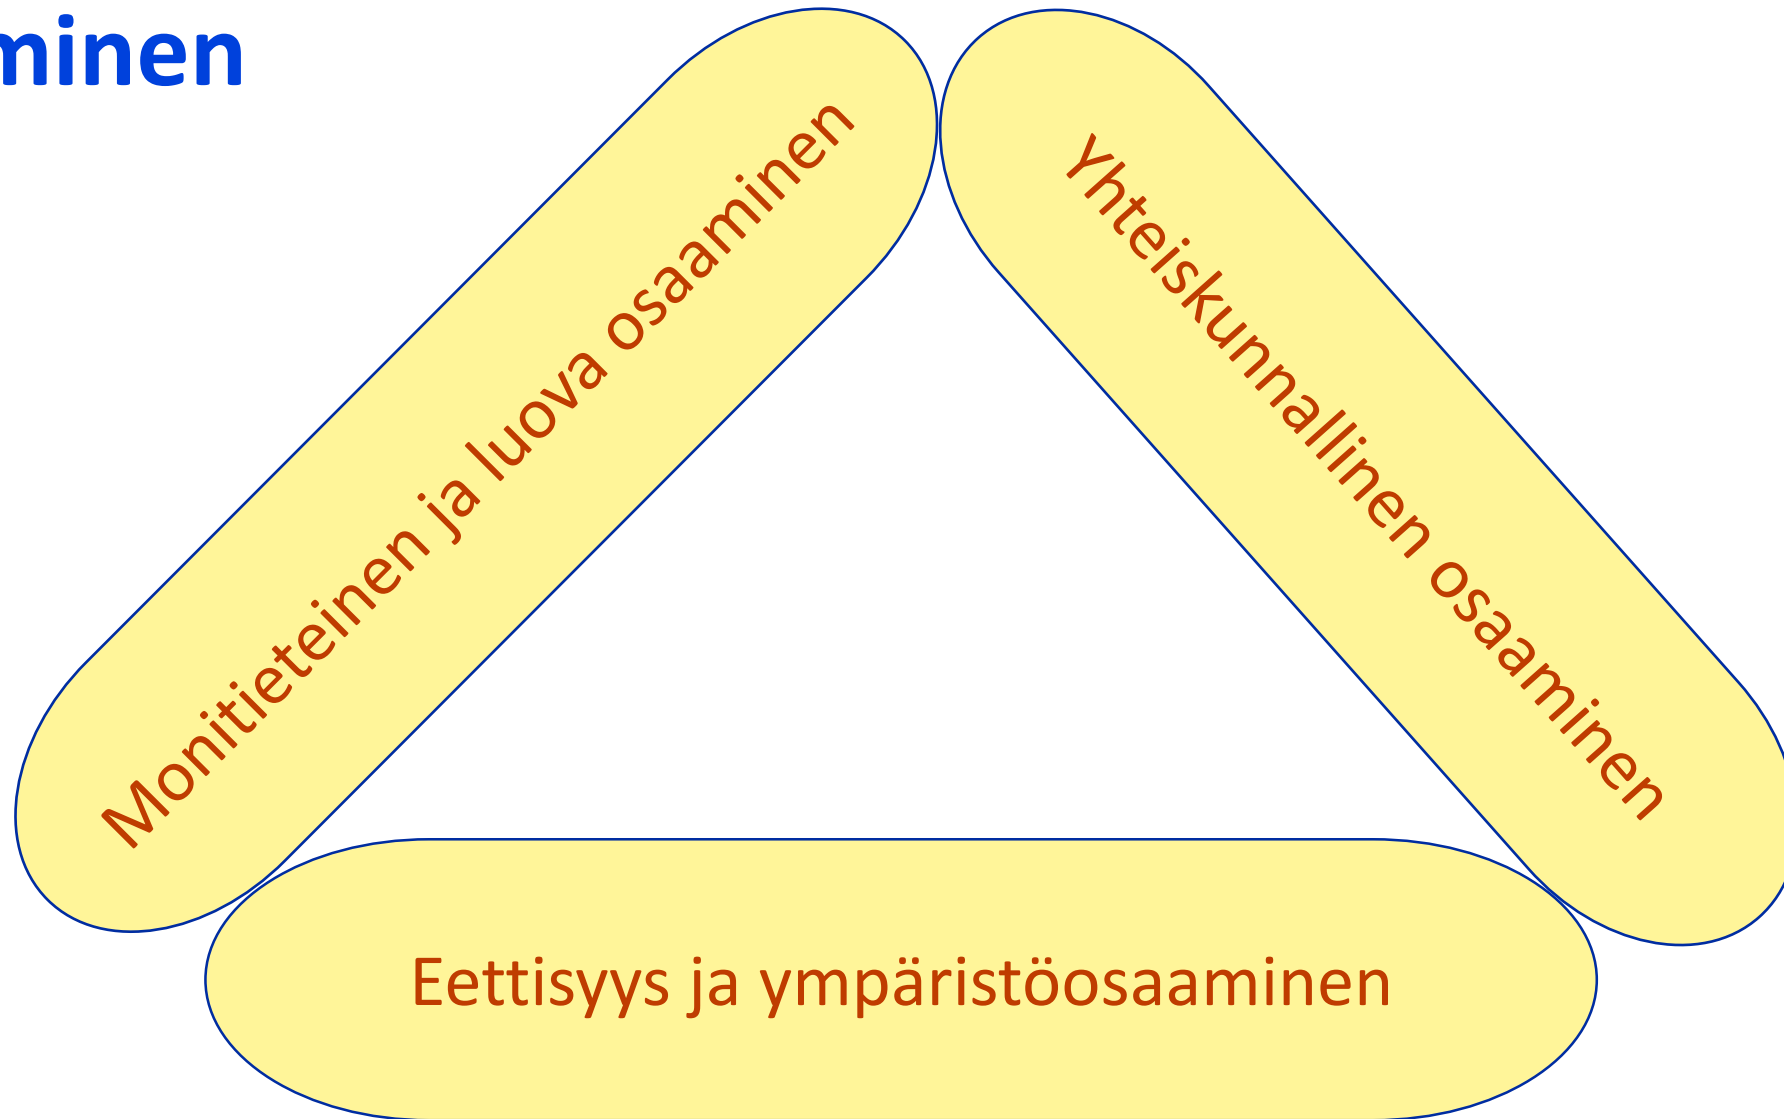 minen
Monitieteinen ja luova osaaminen
Yhteiskunnallinen osaaminen
Eettisyys ja ympäristöosaaminen